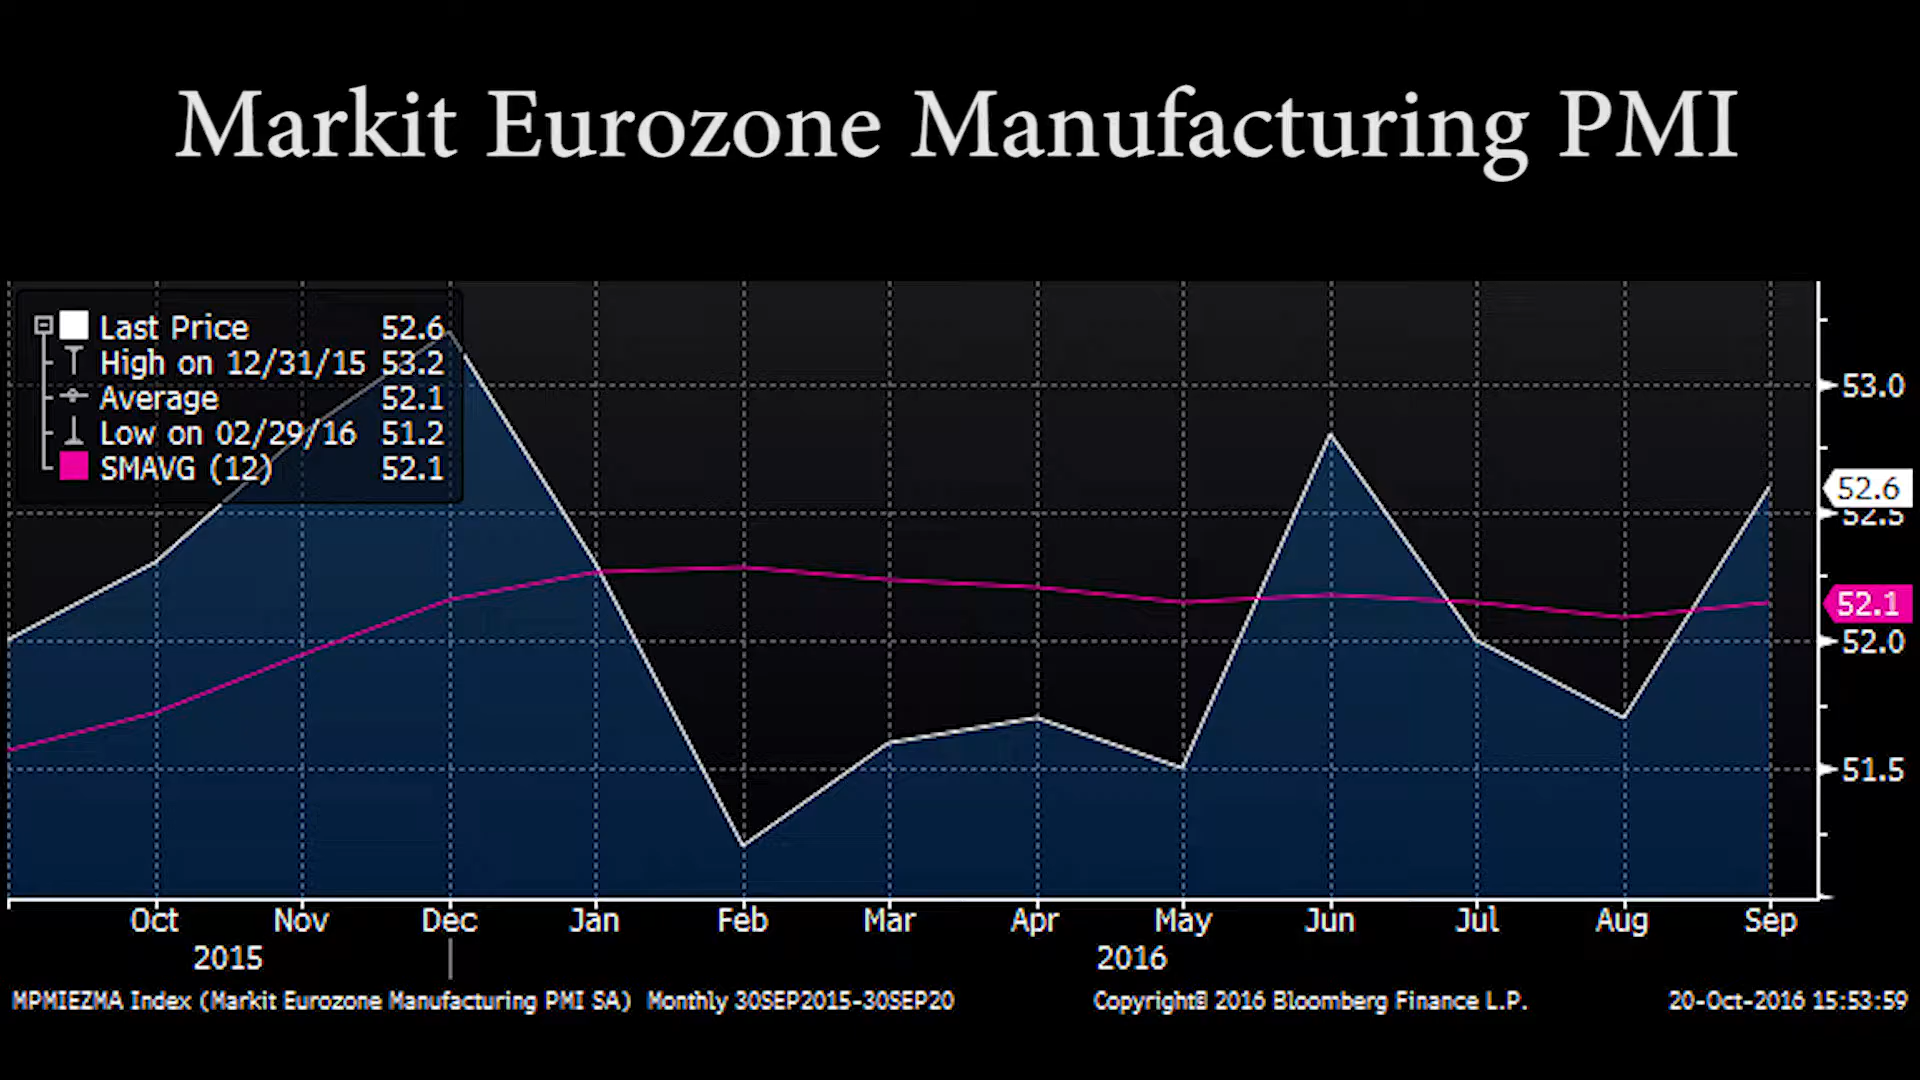 Markit Eurozone Manufacturing PMI
Last Price 52.6
High on 12/31/15 53.2
Average 52.1
Low on 02/29/16 51.2
SMAVG (12) 52.1
53.0
52.6
52.5
52.1
52.0
51.5
Oct Nov Dec Jan Feb Mar Apr May Jun Jul Aug Sep
2015 2016
MPMIEZMA Index (Markit Eurozone Manufacturing PMI SA) Monthly 30SEP2015-30SEP20 Copyright© 2016 Bloomberg Finance L.P. 20-Oct-2016 15:53:59